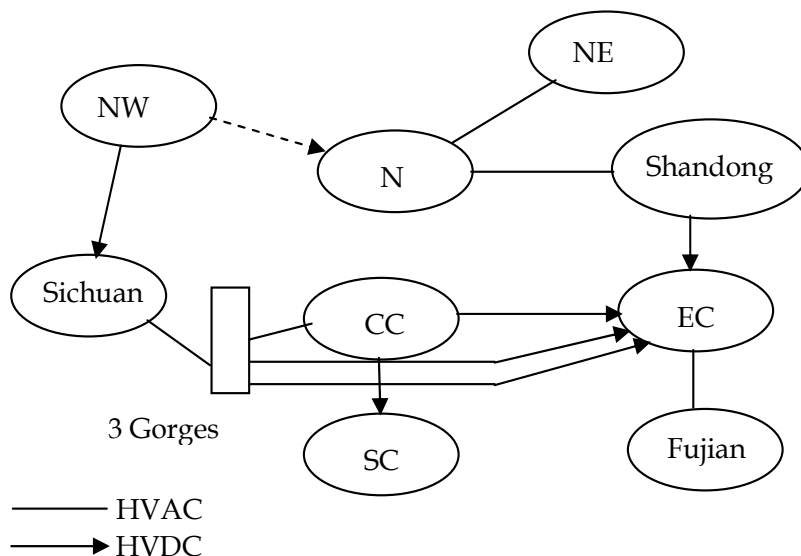 NE
NW
N
Shandong
Sichuan
CC
EC
3 Gorges
SC
Fujian
HVAC
HVDC